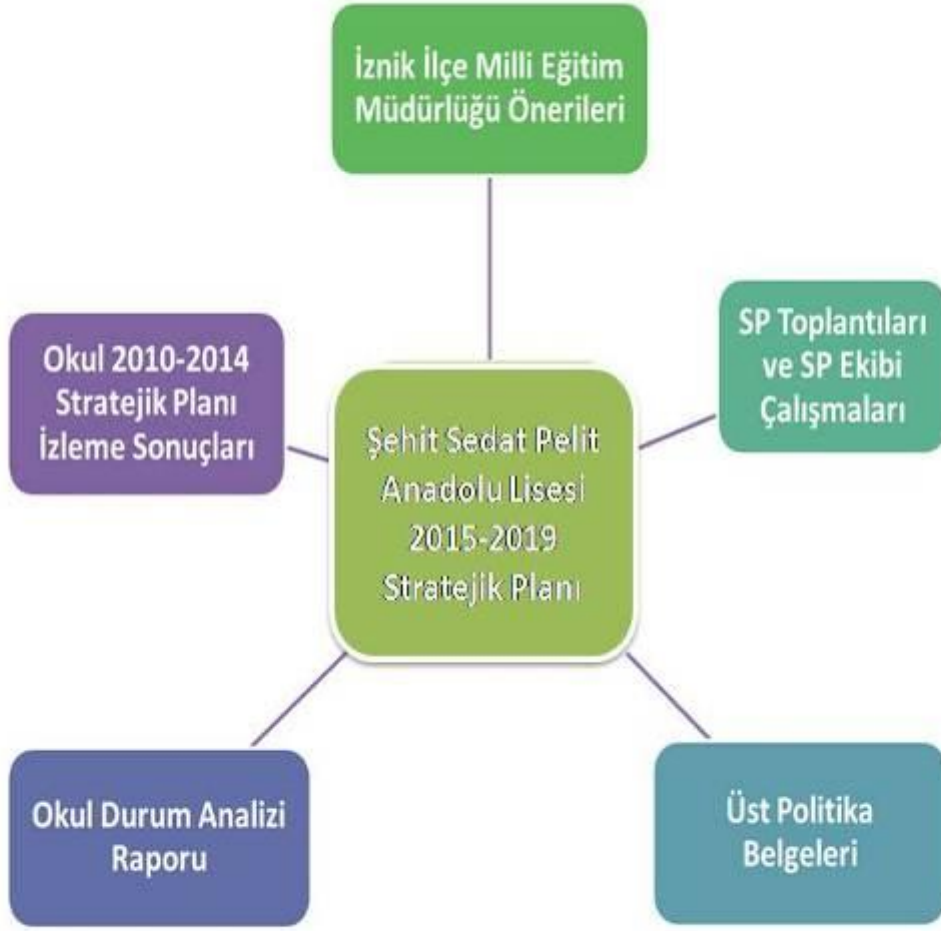 İznik İlçe Milli Eğitim
Müdürlüğü Önerileri
SP Toplantıları
ve SP Ekibi
Çalışmaları
Okul 2010-2014
Stratejik Planı
İzleme Sonuçları
Şehit Sedat Pelit
Anadolu Lisesi
2015-2019
Stratejik Planı
Okul Durum Analizi
Raporu
Üst Politika
Belgeleri